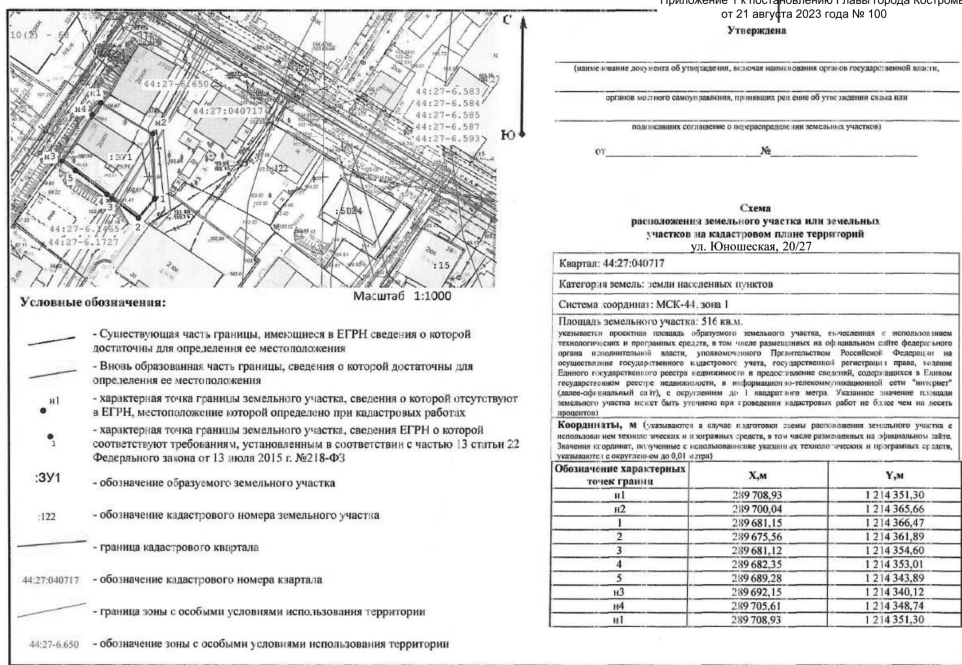 Приложение 1 к постановлению Главы города Костромы
от 21 августа 2023 года № 100
Утверждена
(наименование документа об утверждении, включая наименования органов государственной власти,
органов местного самоуправления, принявших решение об утверждении схемы или
подписавших соглашение о перераспределении земельных участков)
от № 
Схема
расположения земельного участка или земельных
участков на кадастровом плане территорий
ул. Юношеская, 20/27
Квартал: 44:27:040717
Категория земель: земли населенных пунктов
Система координат: МСК-44, зона 1
Площадь земельного участка: 516 кв.м.
указывается проектная площадь образуемого земельного участка, вычисленная с использованием
технологических и програмных средств, в том числе размещенных на официальном сайте федерального
органа исполнительной власти, уполномоченного Правительством Российской Федерации на
осуществление государственного кадастрового учета, государственной регистрации права, ведение
Единого государственного реестра недвижимости и предоставление сведений, содержащихся в Едином
государственном реестре недвижимости, в информационно-телекоммуникационной сети "интернет"
(далее-официальный сайт), с округлением до 1 квадратного метра. Указанное значение площади
земельного участка может быть уточнено при проведении кадастровых работ не более чем на десять
процентов)
Координаты, м (указываются в случае подготовки схемы расположения земельного участка с
использованием технологических и програмных средств, в том числе размещенных на официальном сайте.
Значения координат, полученные с использованием указанных технологических и програмных средств,
указываются с округлением до 0,01 метра)
Обозначение характерных точек границ X,м Y,м
н1 289 708,93 1 214 351,30
н2 289 700,04 1 214 365,66
1 289 681,15 1 214 366,47
2 289 675,56 1 214 361,89
3 289 681,12 1 214 354,60
4 289 682,35 1 214 353,01
5 289 689,28 1 214 343,89
н3 289 692,15 1 214 340,12
н4 289 705,61 1 214 348,74
н1 289 708,93 1 214 351,30
С
Ю
44:27-6.650
44:27:040717
44:27-6.583
44:27-6.584
44:27-6.585
44:27-6.587
44:27-6.593
н1
н4
н2
н3
:ЗУ1
:122
5
4
3
2
1
:5024
:15
44:27-6.1465
44:27-6.1727
Масштаб 1:1000
Условные обозначения:
- Существующая часть границы, имеющиеся в ЕГРН сведения о которой
достаточны для определения ее местоположения
- Вновь образованная часть границы, сведения о которой достаточны для
определения ее местоположения
н1 - характерная точка границы земельного участка, сведения о которой отсутствуют
в ЕГРН, местоположение которой определено при кадастровых работах
1 - характерная точка границы земельного участка, сведения ЕГРН о которой
соответствуют требованиям, установленным в соответствии с частью 13 статьи 22
Федерльного закона от 13 июля 2015 г. №218-ФЗ
:ЗУ1 - обозначение образуемого земельного участка
:122 - обозначение кадастрового номера земельного участка
- граница кадастрового квартала
44:27:040717 - обозначение кадастрового номера квартала
- граница зоны с особыми условиями использования территории
44:27-6.650 - обозначение зоны с особыми условиями использования территории